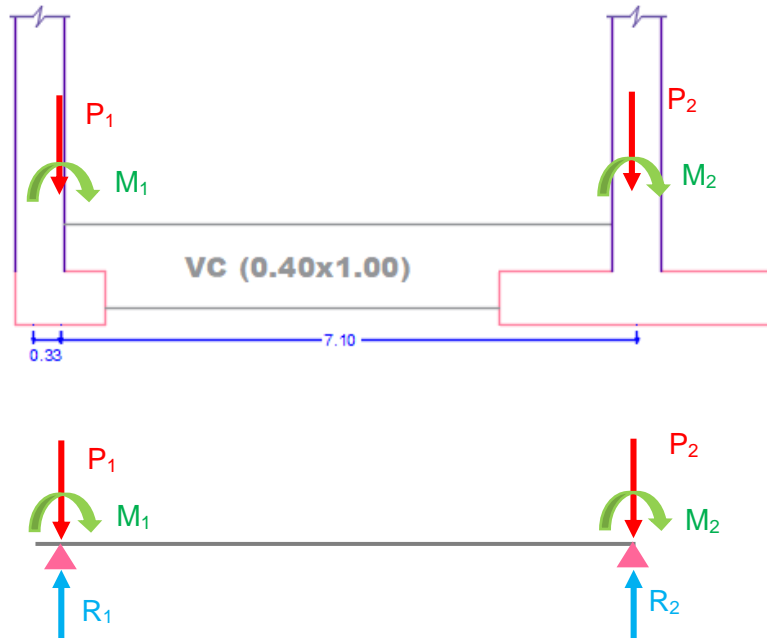 P₁
P₂
M₁
M₂
VC (0.40x1.00)
7.10
0.33
P₁
P₂
M₁
M₂
R₁
R₂